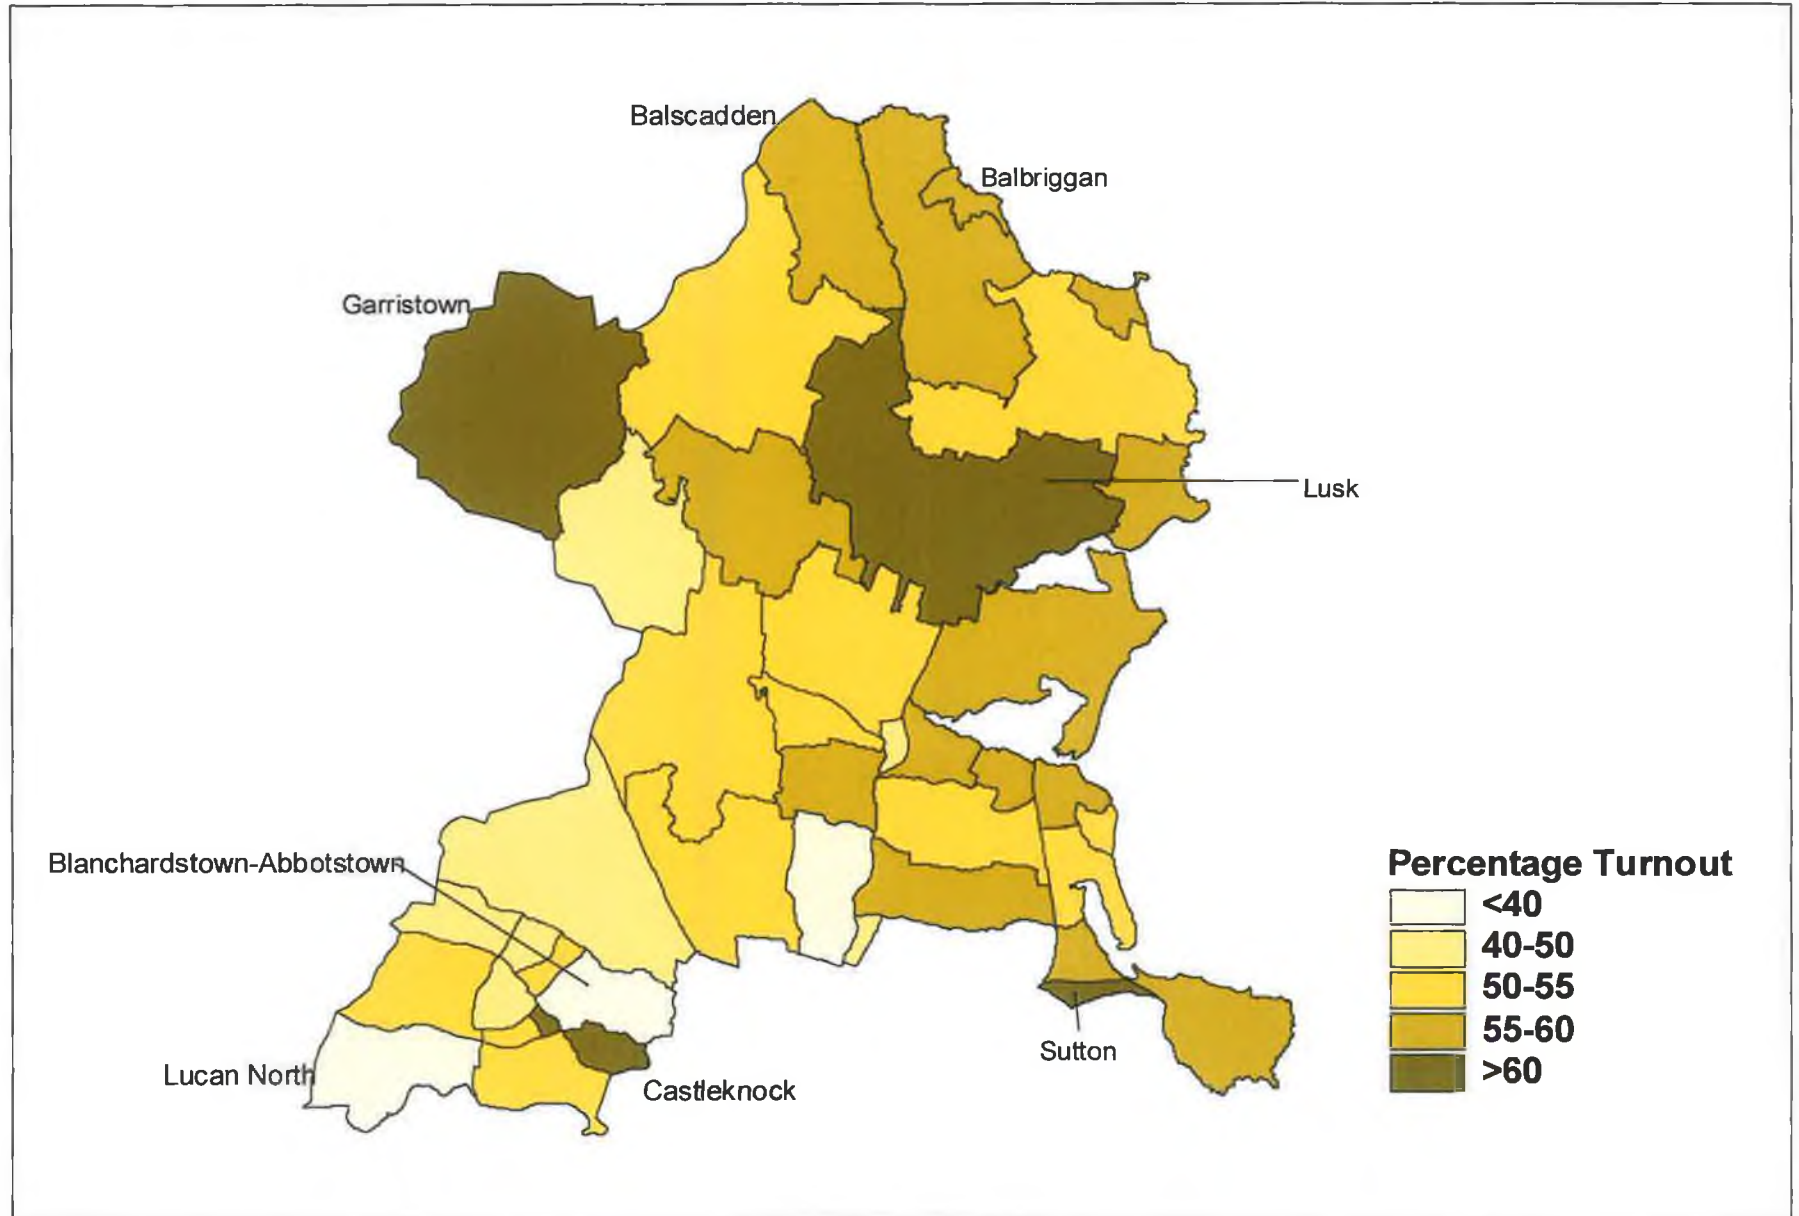 Balscadden
Balbriggan
Garristown
Lusk
Blanchardstown-Abbotstown
Percentage Turnout
<40
40-50
50-55
55-60
>60
Sutton
Lucan North
Castleknock